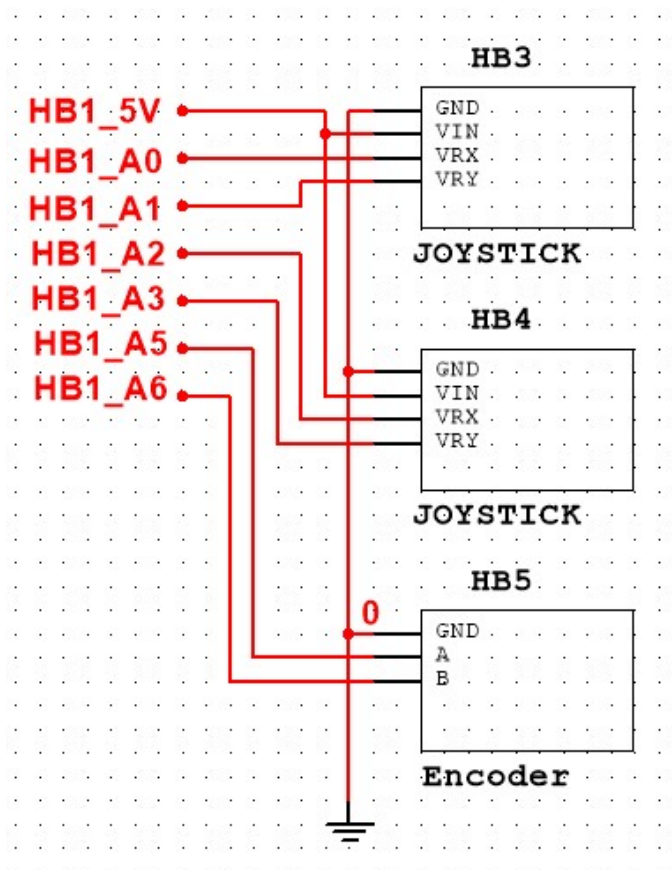 HB3
HB1_5V
HB1_A0
HB1_A1
HB1_A2
HB1_A3
HB1_A5
HB1_A6
GND
VIN
VRX
VRY
JOYSTICK
HB4
GND
VIN
VRX
VRY
JOYSTICK
HB5
0
GND
A
B
Encoder